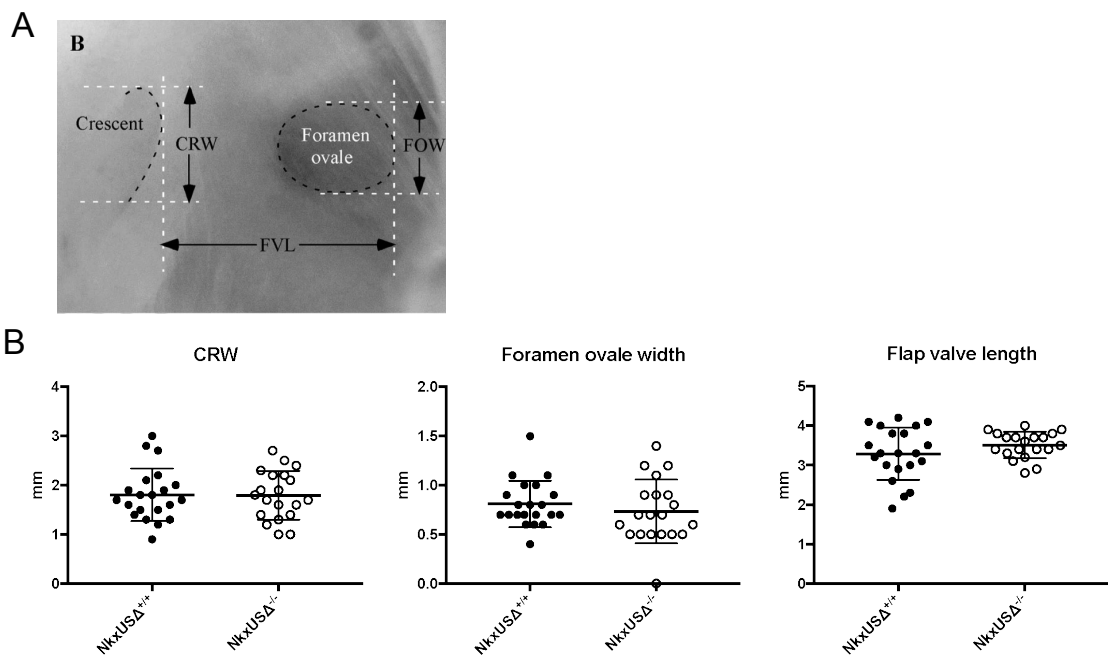 A
B
Crescent
CRW
Foramen
ovale
FOW
FVL
B
CRW
4
3
2
1
0
mm
NkxUSΔ+/+
NkxUSΔ-/-
Foramen ovale width
2.0
1.5
1.0
0.5
0.0
mm
NkxUSΔ+/+
NkxUSΔ-/-
Flap valve length
5
4
3
2
1
0
mm
NkxUSΔ+/+
NkxUSΔ-/-